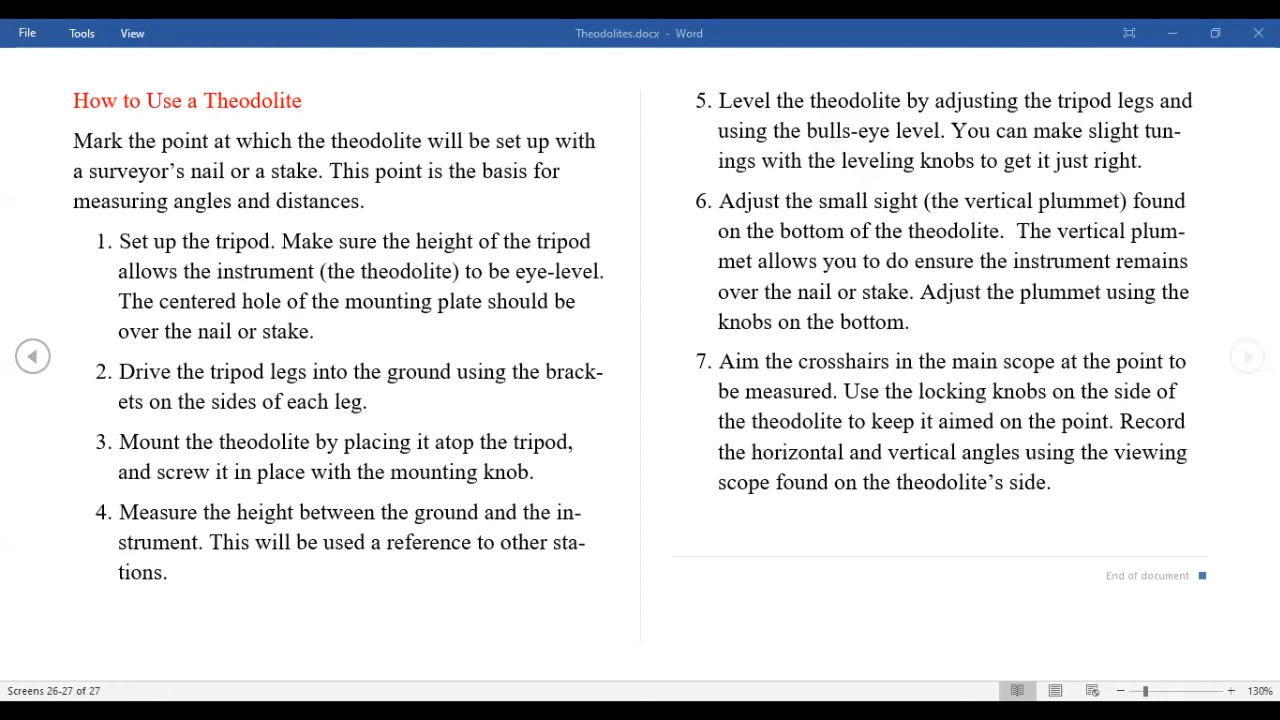 File Tools View Theodolites.docx - Word
How to Use a Theodolite
Mark the point at which the theodolite will be set up with
a surveyor’s nail or a stake. This point is the basis for
measuring angles and distances.
1. Set up the tripod. Make sure the height of the tripod
allows the instrument (the theodolite) to be eye-level.
The centered hole of the mounting plate should be
over the nail or stake.
2. Drive the tripod legs into the ground using the brack-
ets on the sides of each leg.
3. Mount the theodolite by placing it atop the tripod,
and screw it in place with the mounting knob.
4. Measure the height between the ground and the in-
strument. This will be used a reference to other sta-
tions.
5. Level the theodolite by adjusting the tripod legs and
using the bulls-eye level. You can make slight tun-
ings with the leveling knobs to get it just right.
6. Adjust the small sight (the vertical plummet) found
on the bottom of the theodolite.  The vertical plum-
met allows you to do ensure the instrument remains
over the nail or stake. Adjust the plummet using the
knobs on the bottom.
7. Aim the crosshairs in the main scope at the point to
be measured. Use the locking knobs on the side of
the theodolite to keep it aimed on the point. Record
the horizontal and vertical angles using the viewing
scope found on the theodolite’s side.
End of document
Screens 26-27 of 27 130%